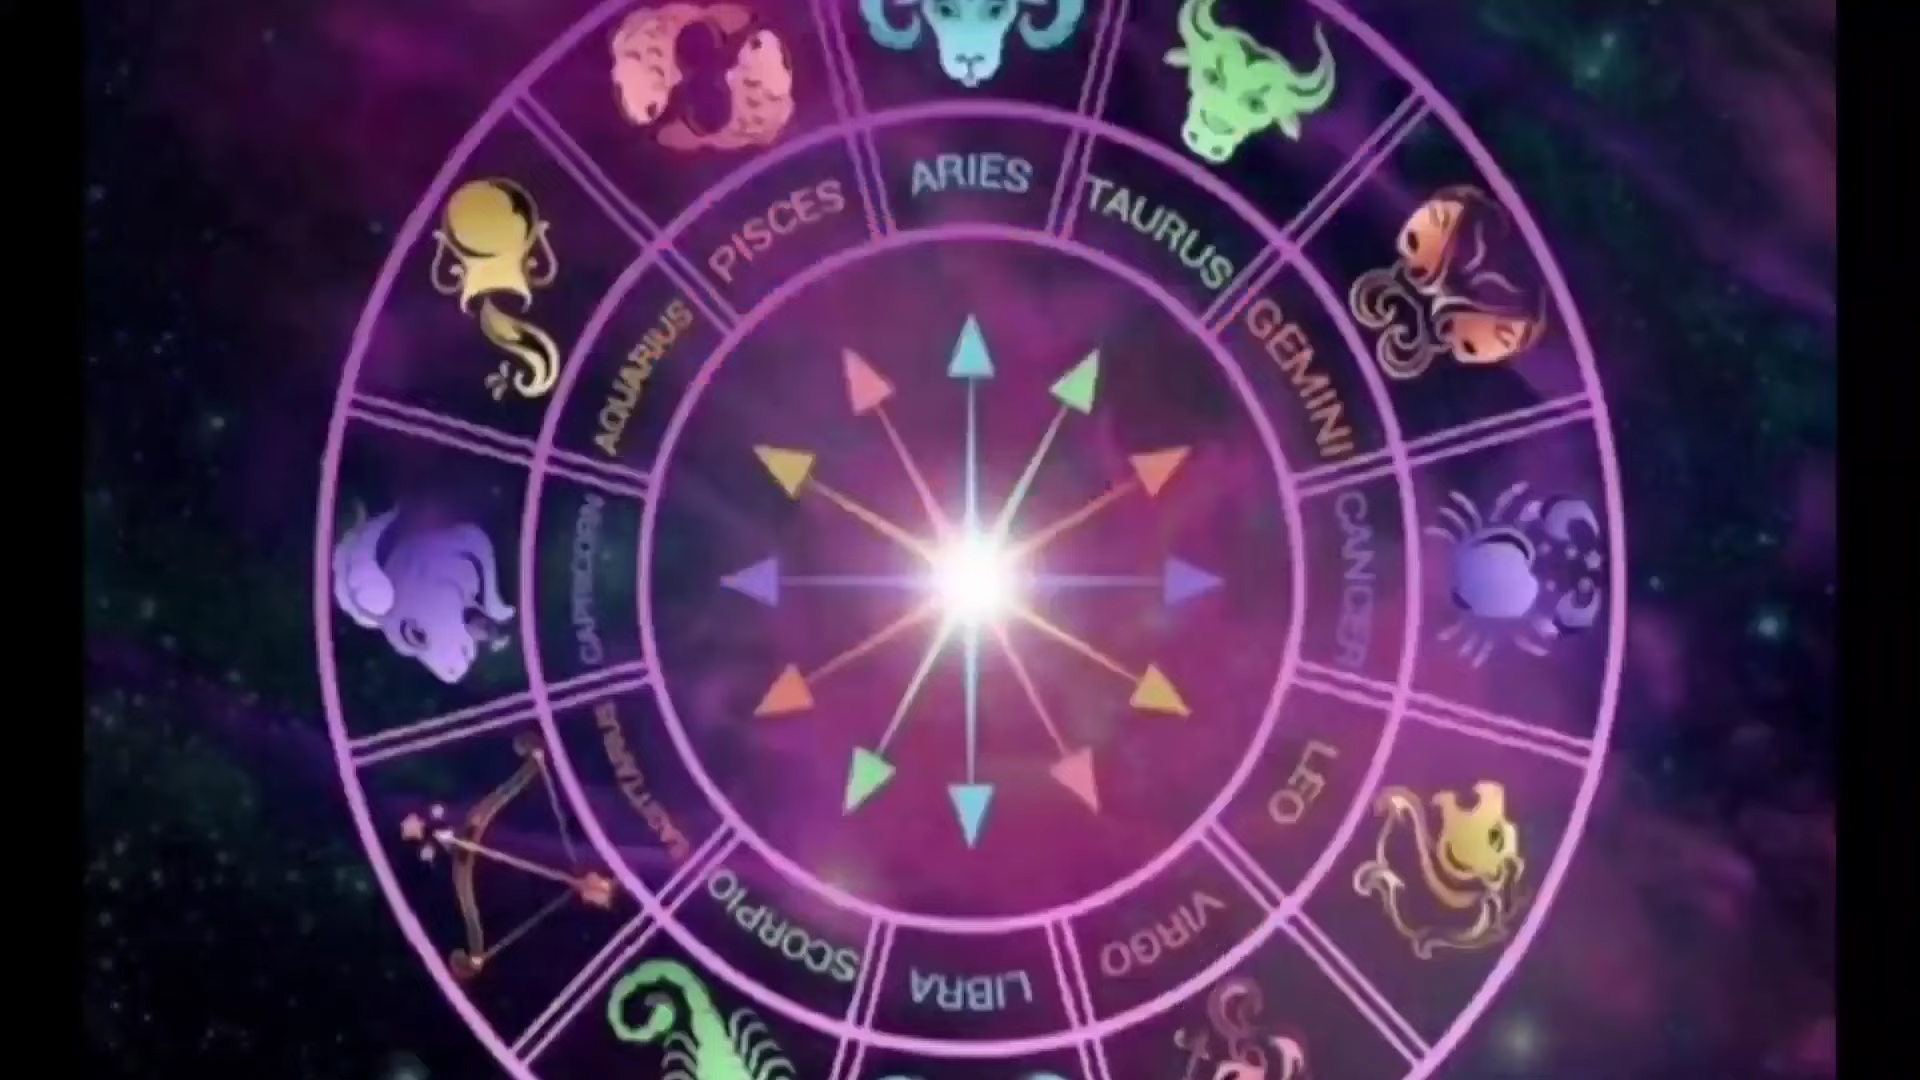 ARIES
TAURUS
GEMINI
CANCER
LEO
VIRGO
LIBRA
SCORPIO
SAGITTARIUS
CAPRICORN
AQUARIUS
PISCES